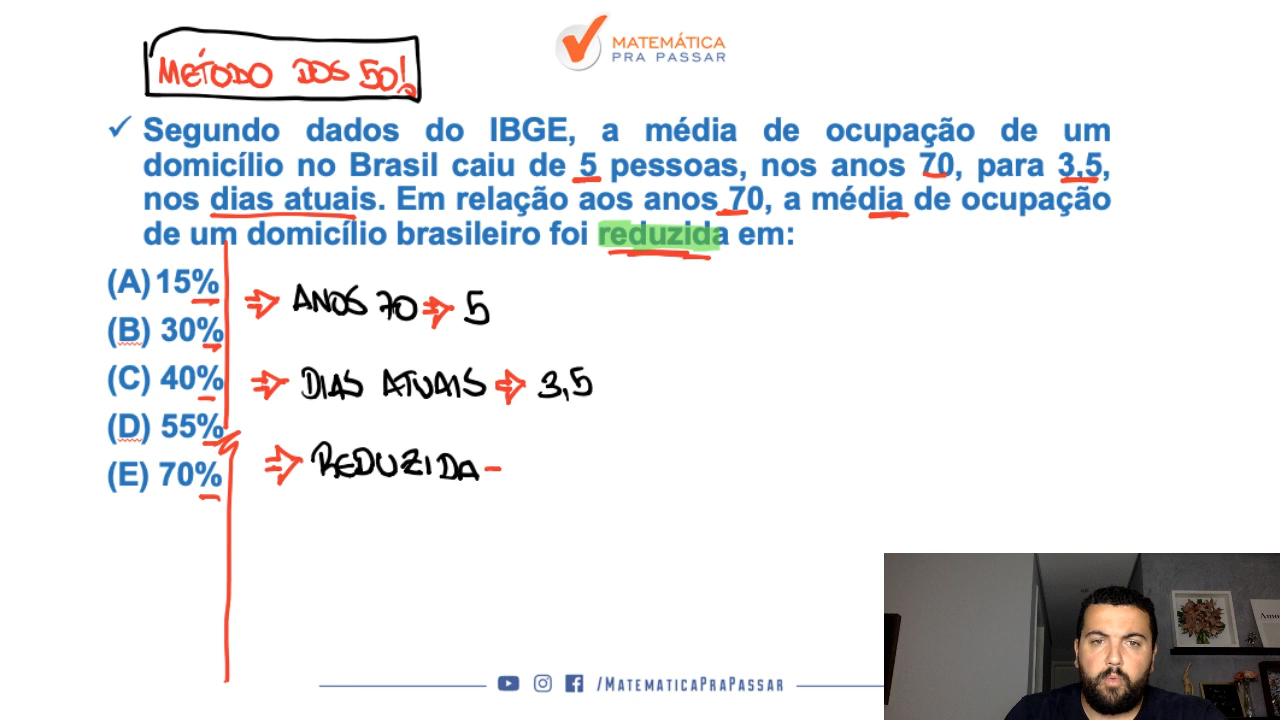 MÉTODO DOS 50!
MATEMÁTICA
PRA PASSAR
Segundo dados do IBGE, a média de ocupação de um
domicílio no Brasil caiu de 5 pessoas, nos anos 70, para 3,5,
nos dias atuais. Em relação aos anos 70, a média de ocupação
de um domicílio brasileiro foi reduzida em:
(A) 15%
(B) 30%
(C) 40%
(D) 55%
(E) 70%
⇒ ANOS 70 ⇒ 5
⇒ DIAS ATUAIS ⇒ 3,5
⇒ REDUZIDA -
/MATEMATICAPRAPASSAR